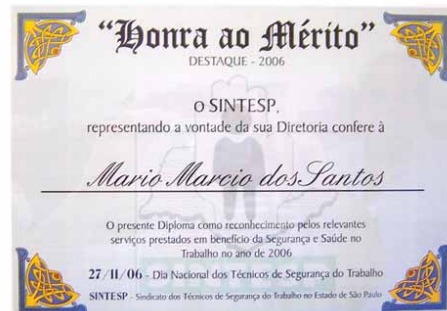 “Honra ao Mérito”
DESTAQUE - 2006
O SINTESP,
representando a vontade da sua Diretoria confere à
Mario Marcio dos Santos
O presente Diploma como reconhecimento pelos relevantes
serviços prestados em benefício da Segurança e Saúde no
Trabalho no ano de 2006
27 /11/ 06 - Dia Nacional dos Técnicos de Segurança do Trabalho
SINTESP - Sindicato dos Técnicos de Segurança do Trabalho no Estado de São Paulo